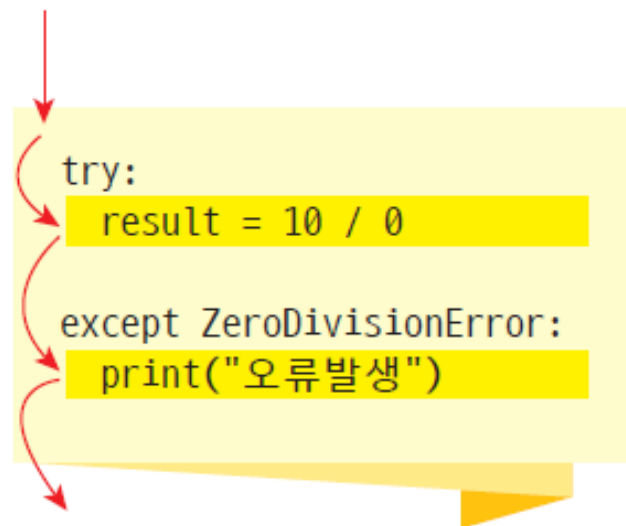 try:
result = 10 / 0
except ZeroDivisionError:
print("오류발생")